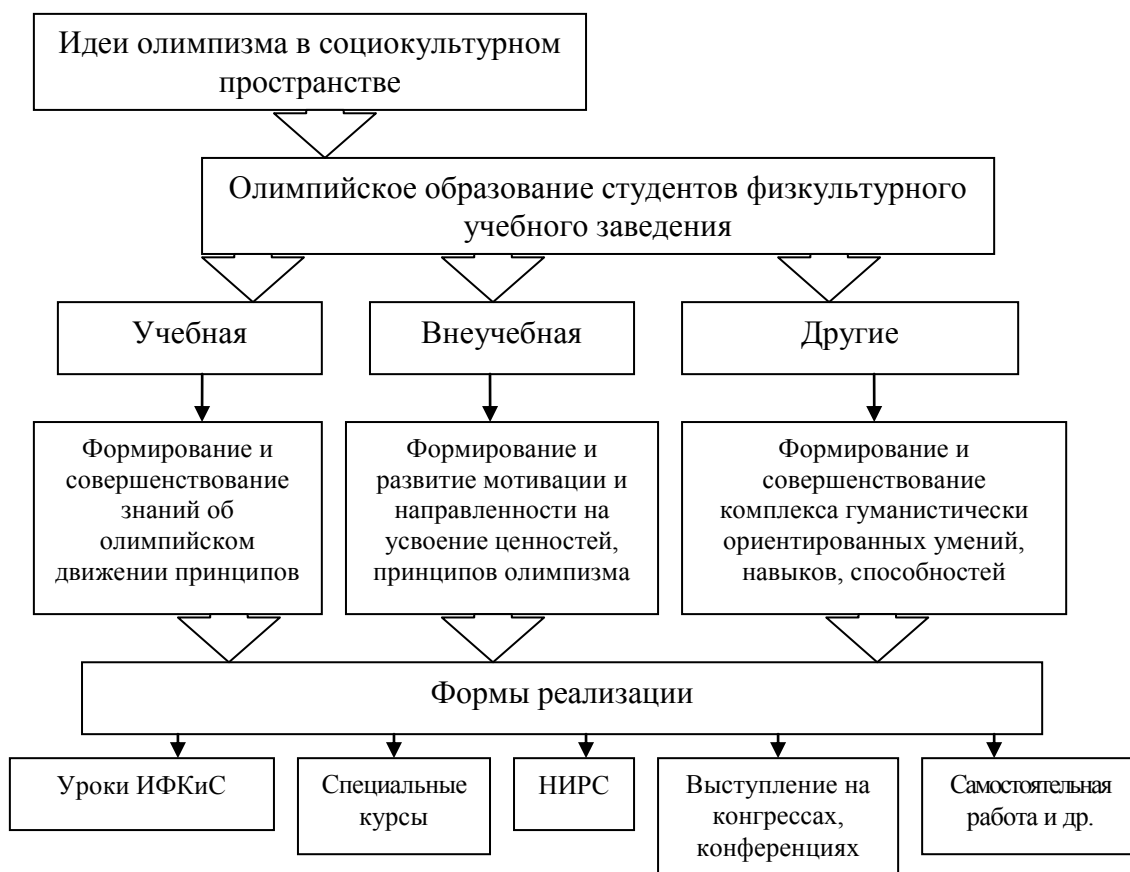 Идеи олимпизма в социокультурном
пространстве
Олимпийское образование студентов физкультурного
учебного заведения
Учебная
Внеучебная
Другие
Формирование и
совершенствование
знаний об
олимпийском
движении принципов
Формирование и
развитие мотивации и
направленности на
усвоение ценностей,
принципов олимпизма
Формирование и
совершенствование
комплекса гуманистически
ориентированных умений,
навыков, способностей
Формы реализации
Уроки ИФКиС
Специальные
курсы
НИРС
Выступление на
конгрессах,
конференциях
Самостоятельная
работа и др.